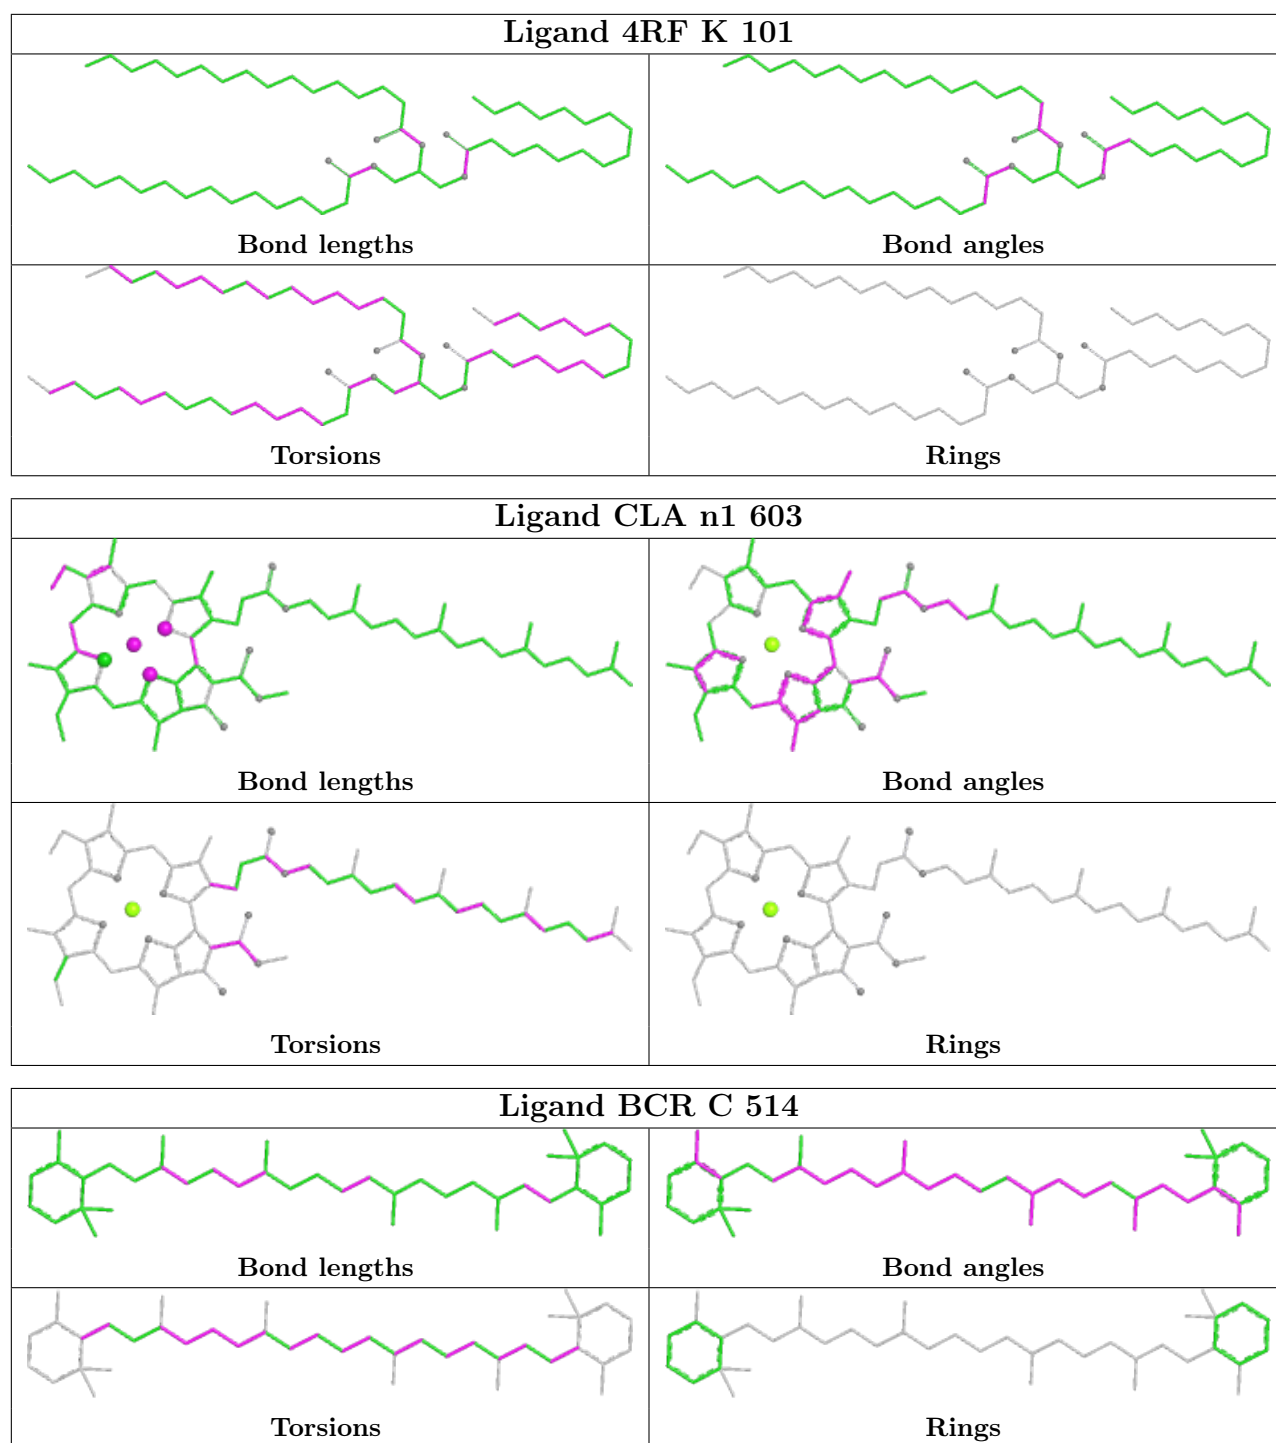 Ligand 4RF K 101
Bond lengths
Bond angles
Torsions
Rings
Ligand CLA n1 603
Bond lengths
Bond angles
Torsions
Rings
Ligand BCR C 514
Bond lengths
Bond angles
Torsions
Rings